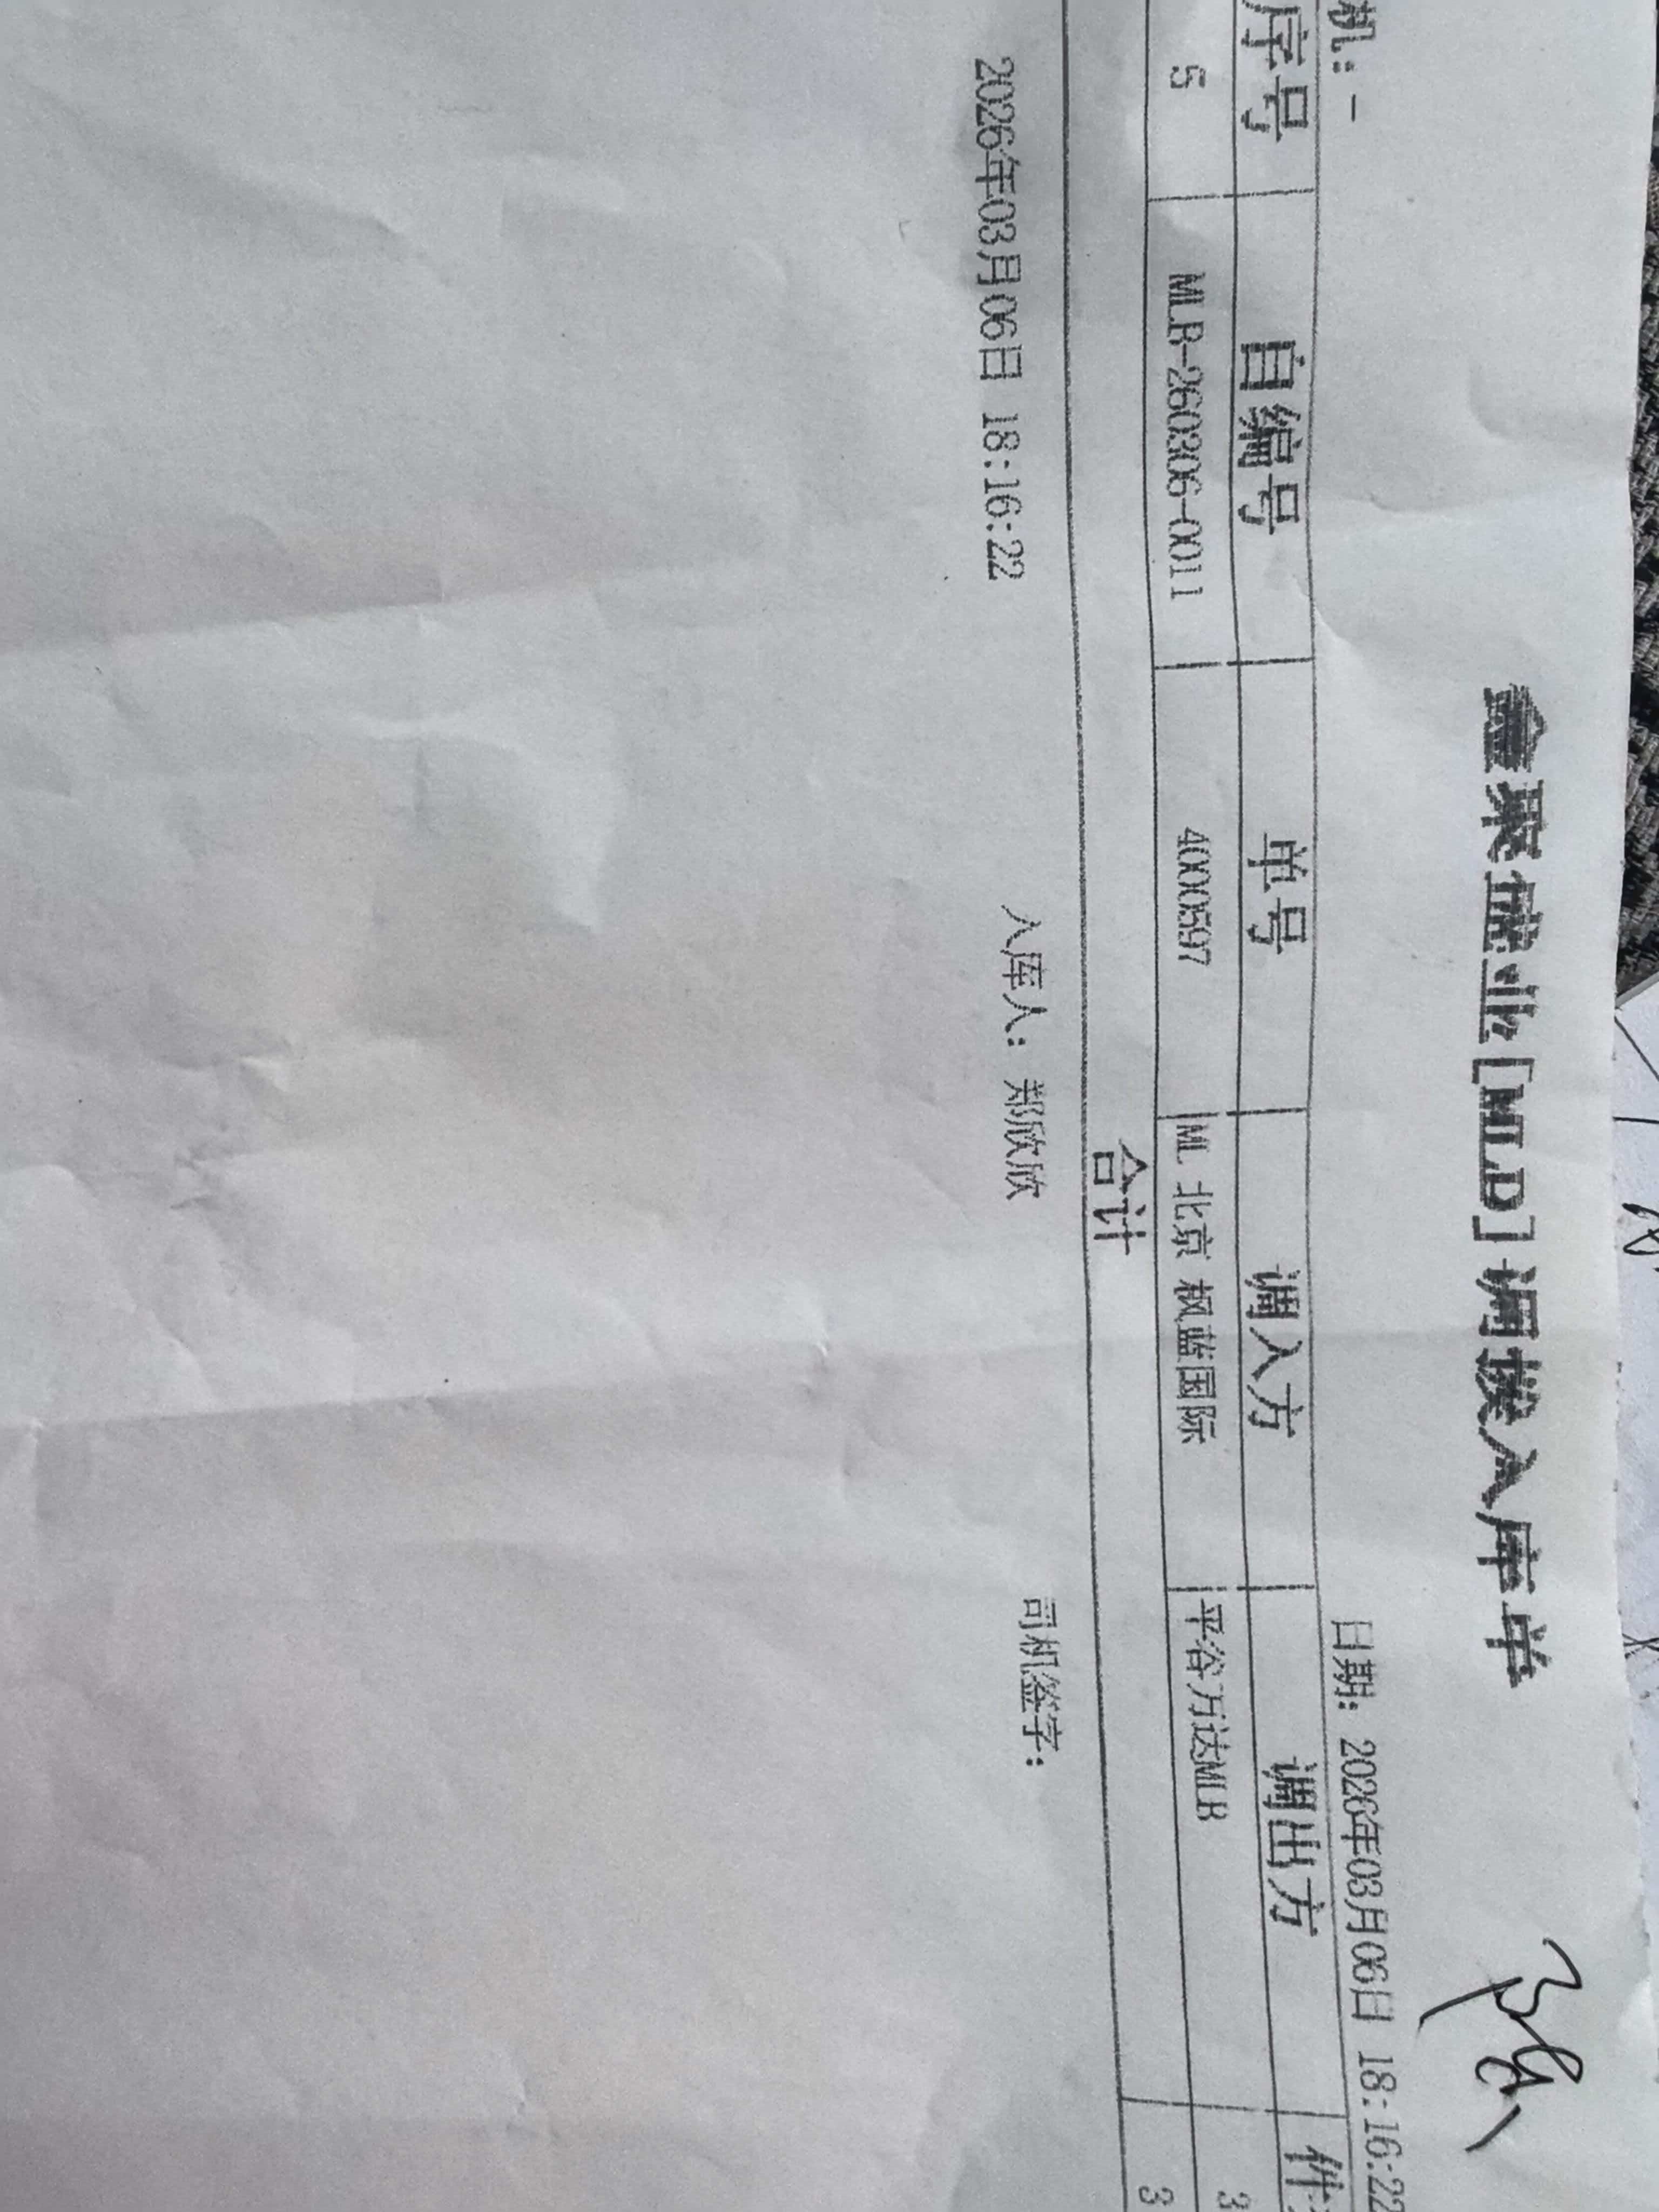 鑫聚盛业[MLD]调拨入库单
机：- 日期：2026年03月06日 18:16:22
序号 自编号 单号 调入方 调出方 件
5 MLB-260306-0011 4000597 ML 北京 枫蓝国际 平谷万达MLB 3
合计 3
2026年03月06日 18:16:22 入库人：郑欣欣 司机签字：